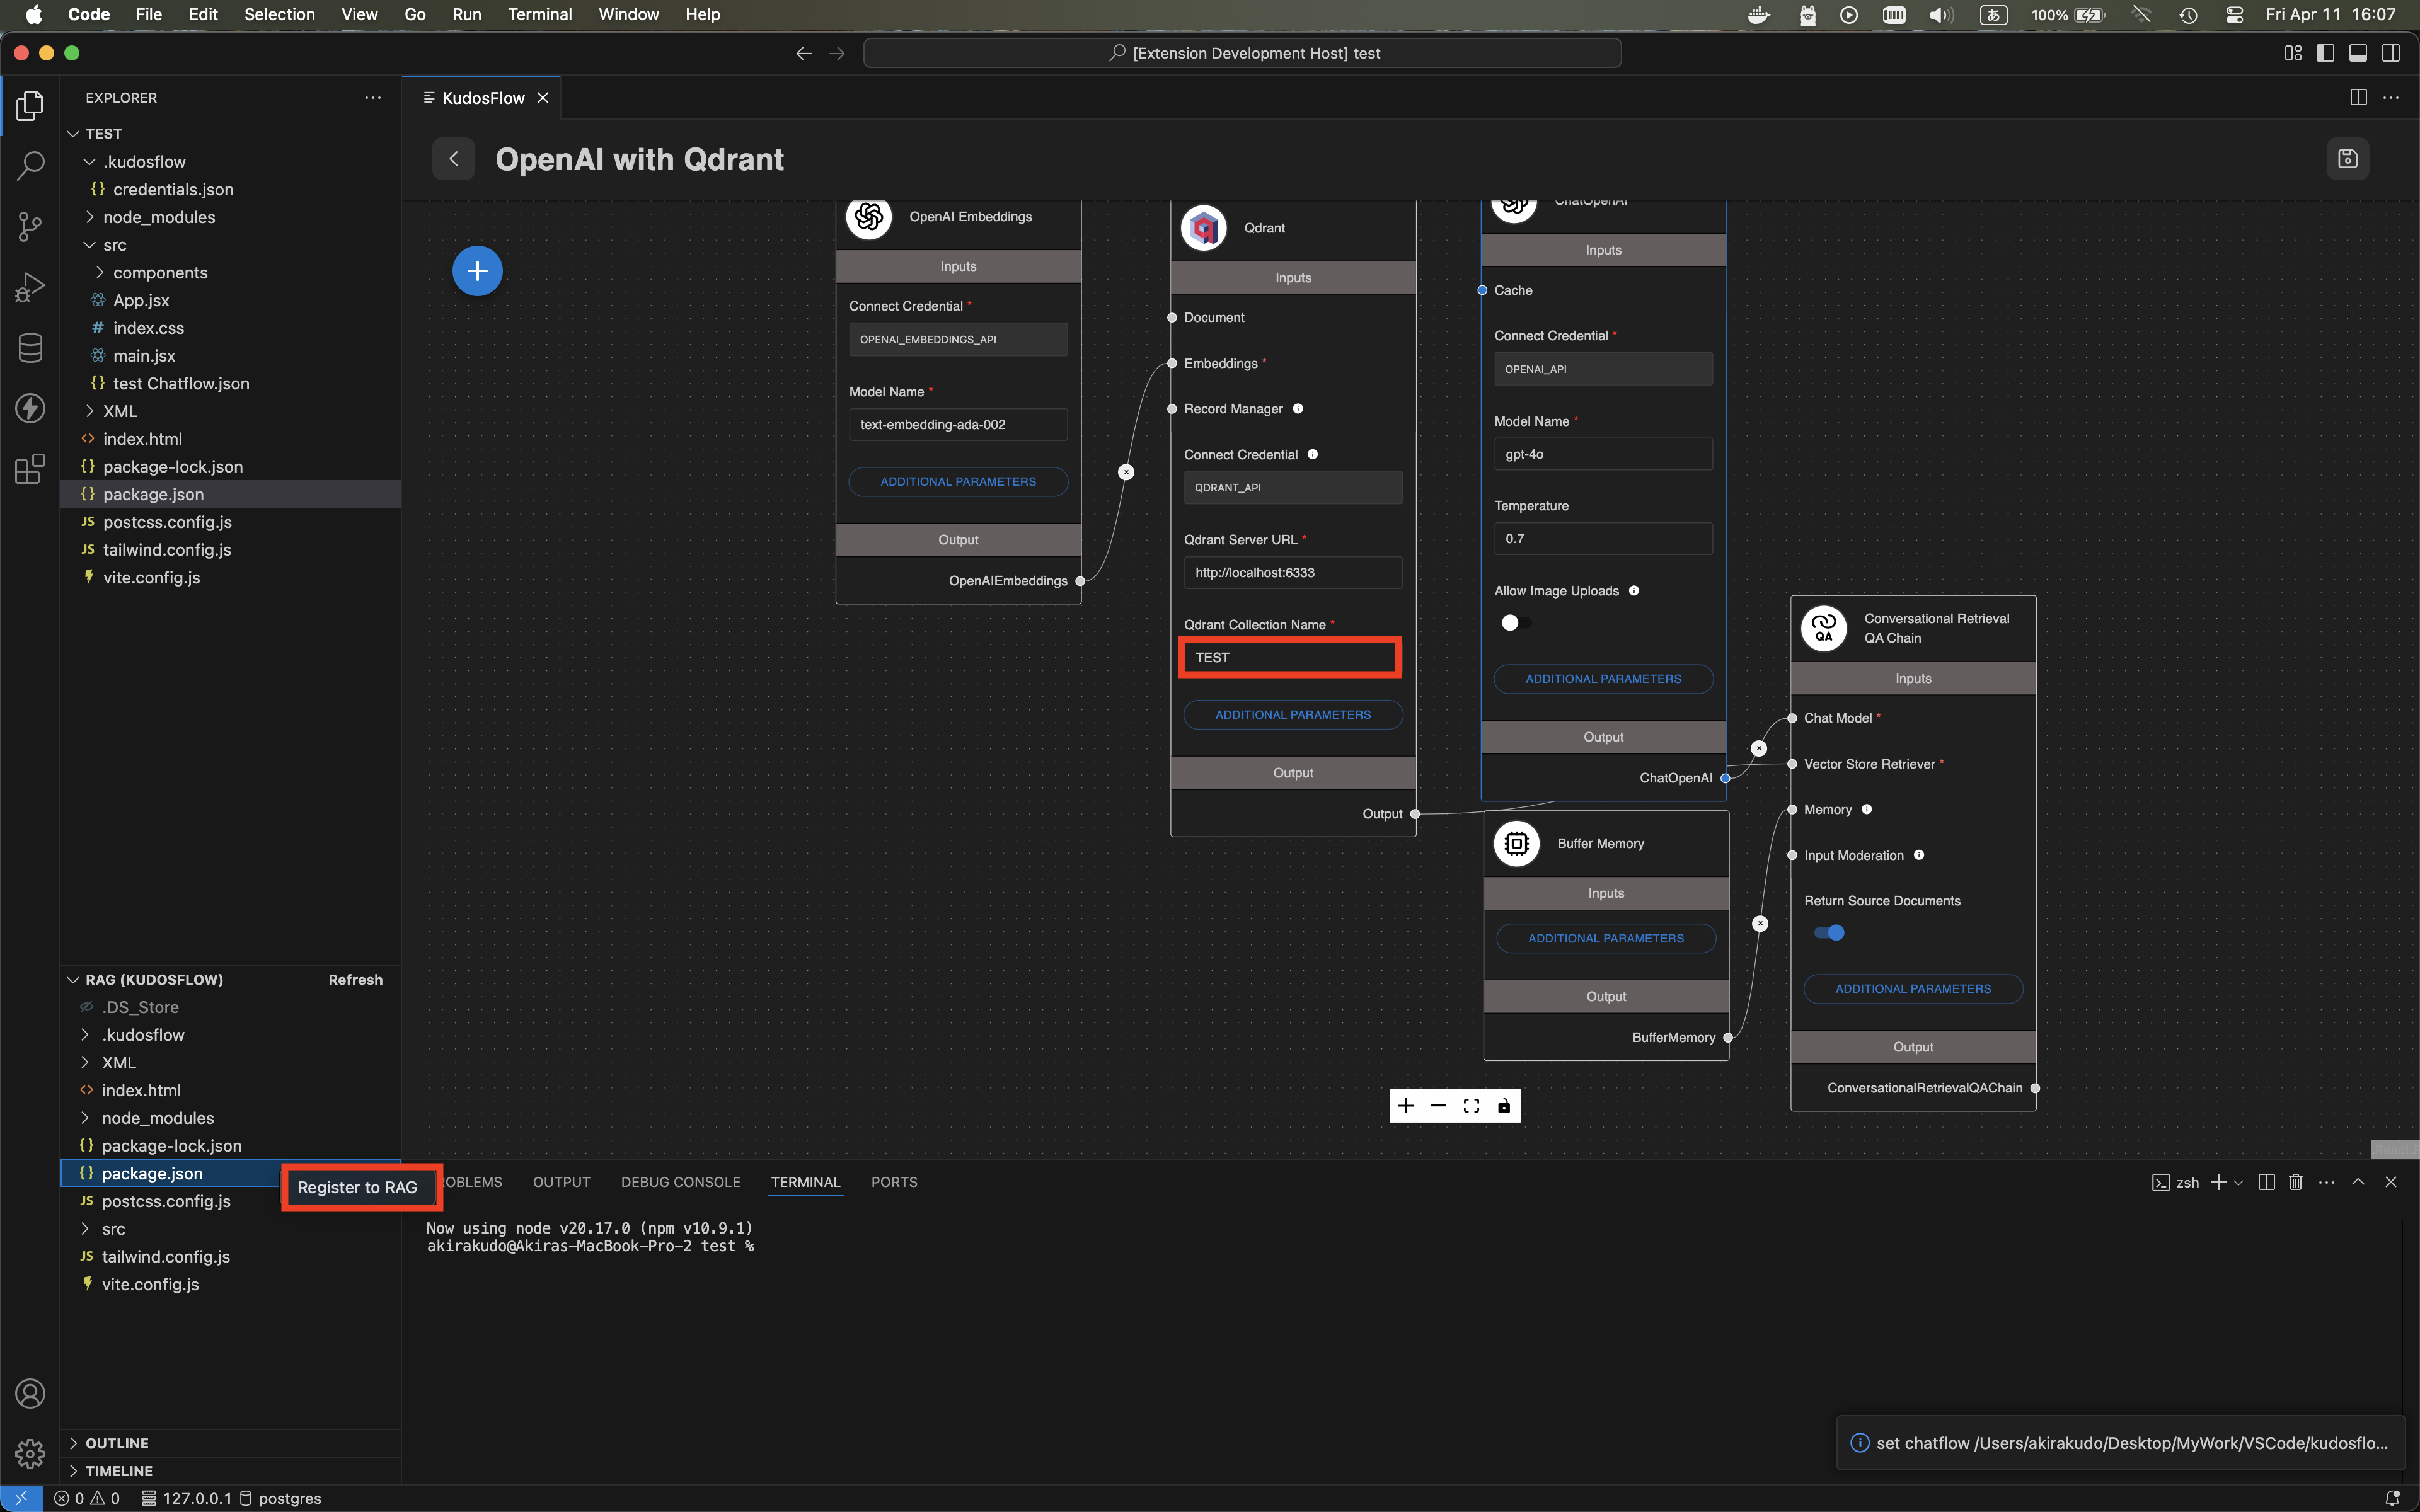 Code File Edit Selection View Go Run Terminal Window Help
あ 100% Fri Apr 11 16:07
[Extension Development Host] test
EXPLORER
TEST
.kudosflow
credentials.json
node_modules
src
components
App.jsx
# index.css
main.jsx
{} test Chatflow.json
XML
<> index.html
{} package-lock.json
{} package.json
JS postcss.config.js
JS tailwind.config.js
vite.config.js
RAG (KUDOSFLOW) Refresh
.DS_Store
.kudosflow
XML
<> index.html
node_modules
{} package-lock.json
{} package.json
Register to RAG
JS postcss.config.js
src
JS tailwind.config.js
vite.config.js
OUTLINE
TIMELINE
KudosFlow
OpenAI with Qdrant
OpenAI Embeddings
Inputs
Connect Credential *
OPENAI_EMBEDDINGS_API
Model Name *
text-embedding-ada-002
ADDITIONAL PARAMETERS
Output
OpenAIEmbeddings
Qdrant
Inputs
Document
Embeddings *
Record Manager
Connect Credential
QDRANT_API
Qdrant Server URL *
http://localhost:6333
Qdrant Collection Name *
TEST
ADDITIONAL PARAMETERS
Output
Output
ChatOpenAI
Inputs
Cache
Connect Credential *
OPENAI_API
Model Name *
gpt-4o
Temperature
0.7
Allow Image Uploads
ADDITIONAL PARAMETERS
Output
ChatOpenAI
Buffer Memory
Inputs
ADDITIONAL PARAMETERS
Output
BufferMemory
QA
Conversational Retrieval
QA Chain
Inputs
Chat Model *
Vector Store Retriever *
Memory
Input Moderation
Return Source Documents
ADDITIONAL PARAMETERS
Output
ConversationalRetrievalQAChain
OBLEMS OUTPUT DEBUG CONSOLE TERMINAL PORTS
zsh
Now using node v20.17.0 (npm v10.9.1)
akirakudo@Akiras-MacBook-Pro-2 test %
set chatflow /Users/akirakudo/Desktop/MyWork/VSCode/kudosflo...
0 0 127.0.0.1 postgres